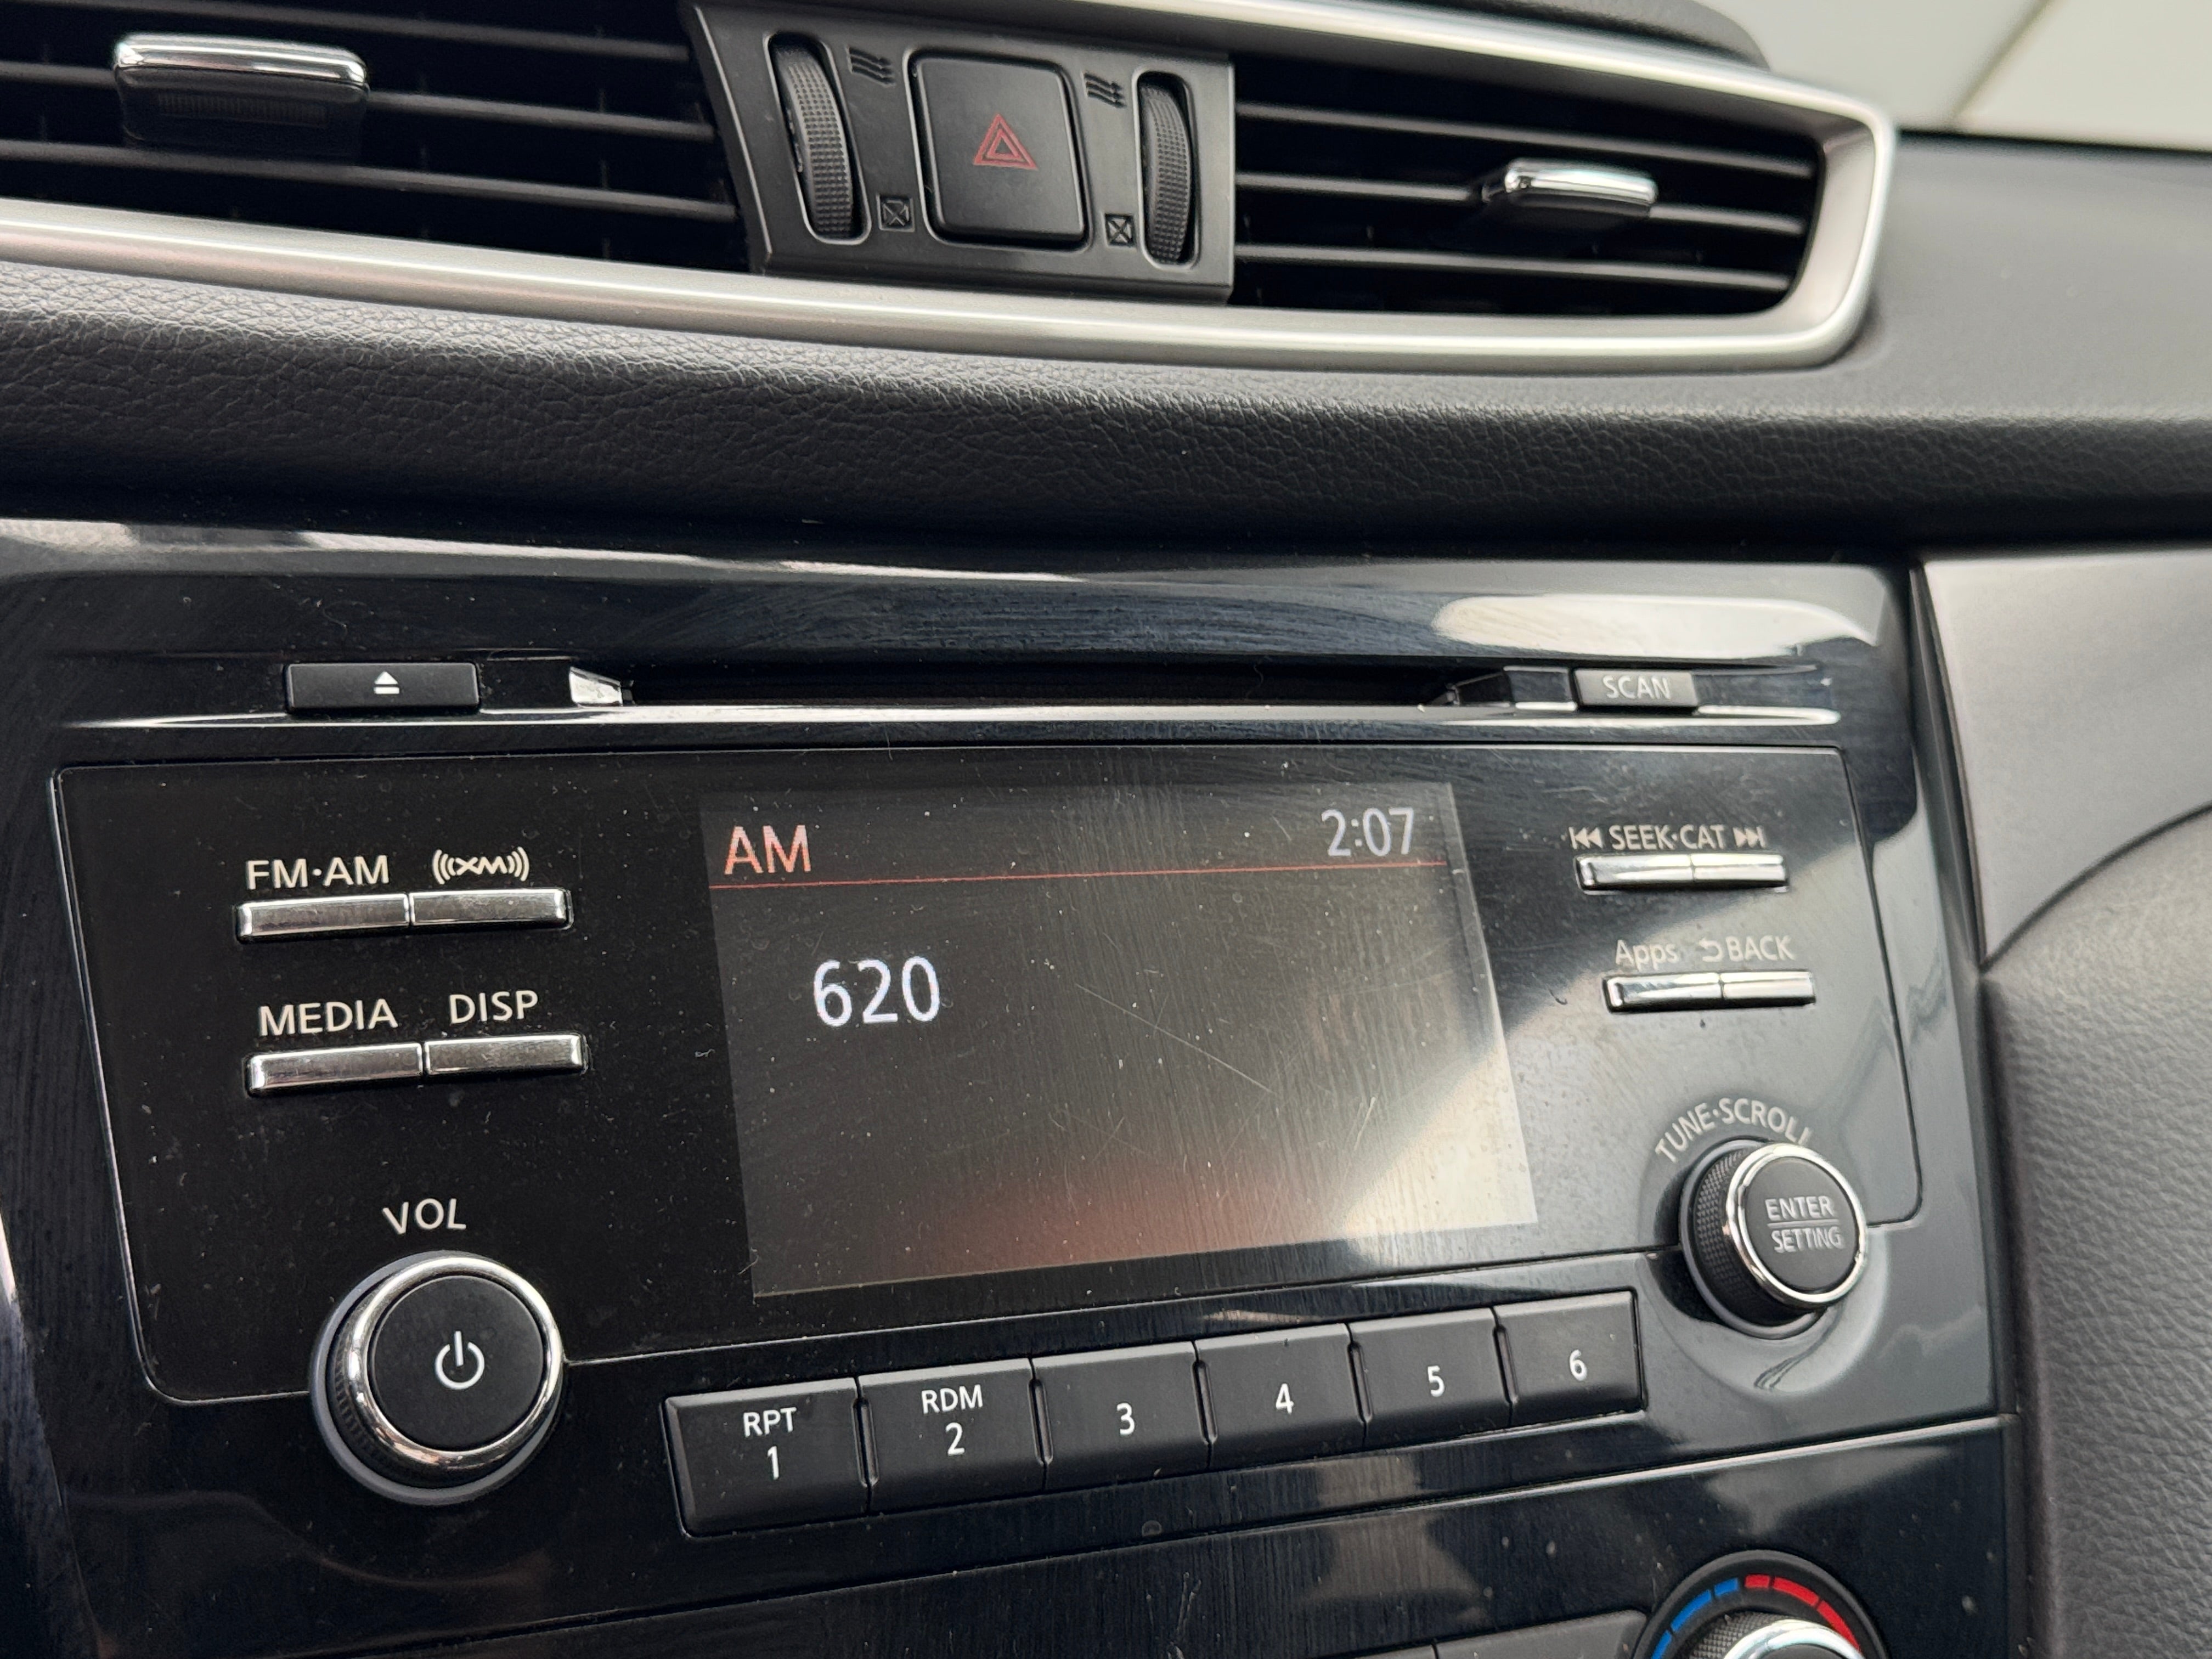 SCAN
FM·AM
((XM))
AM
2:07
SEEK·CAT
Apps
BACK
620
MEDIA
DISP
TUNE·SCROLL
ENTER
SETTING
VOL
RPT
1
RDM
2
3
4
5
6